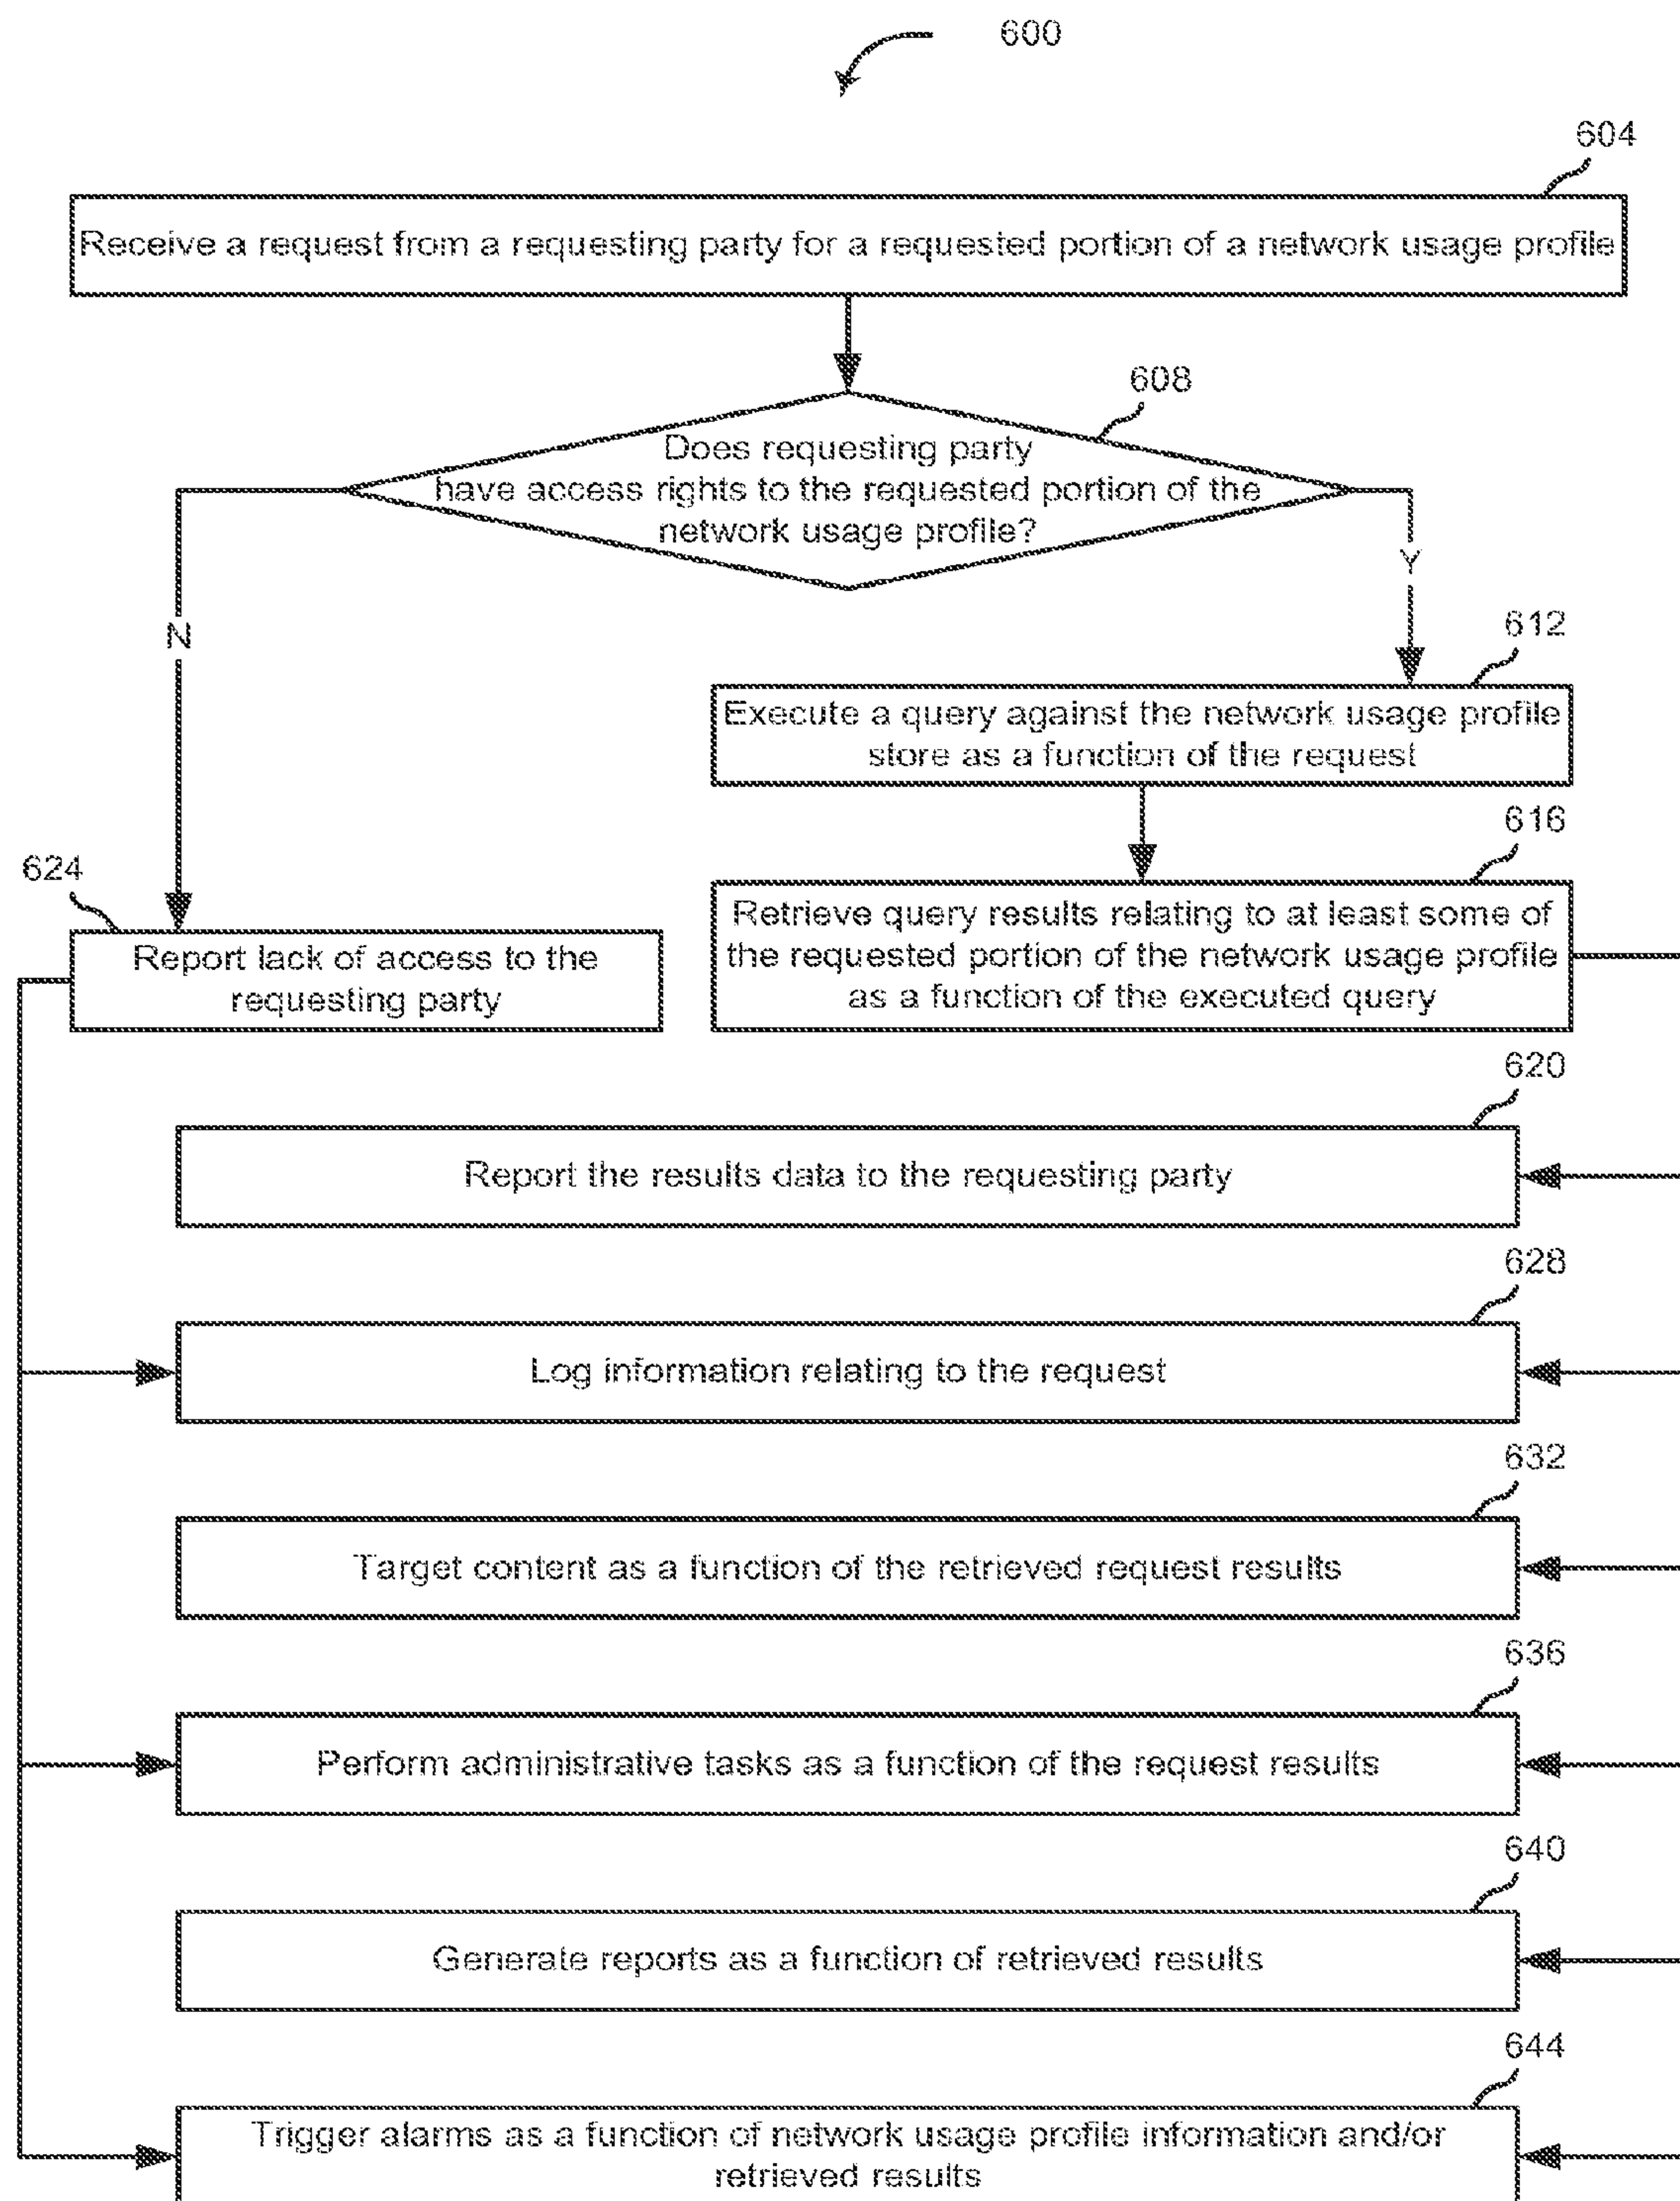 600
604
Receive a request from a requesting party for a requested portion of a network usage profile
608
Does requesting party
have access rights to the requested portion of the
network usage profile?
Y
N
612
Execute a query against the network usage profile
store as a function of the request
616
624
Retrieve query results relating to at least some of
the requested portion of the network usage profile
as a function of the executed query
Report lack of access to the
requesting party
620
Report the results data to the requesting party
628
Log information relating to the request
632
Target content as a function of the retrieved request results
636
Perform administrative tasks as a function of the request results
640
Generate reports as a function of retrieved results
644
Trigger alarms as a function of network usage profile information and/or
retrieved results